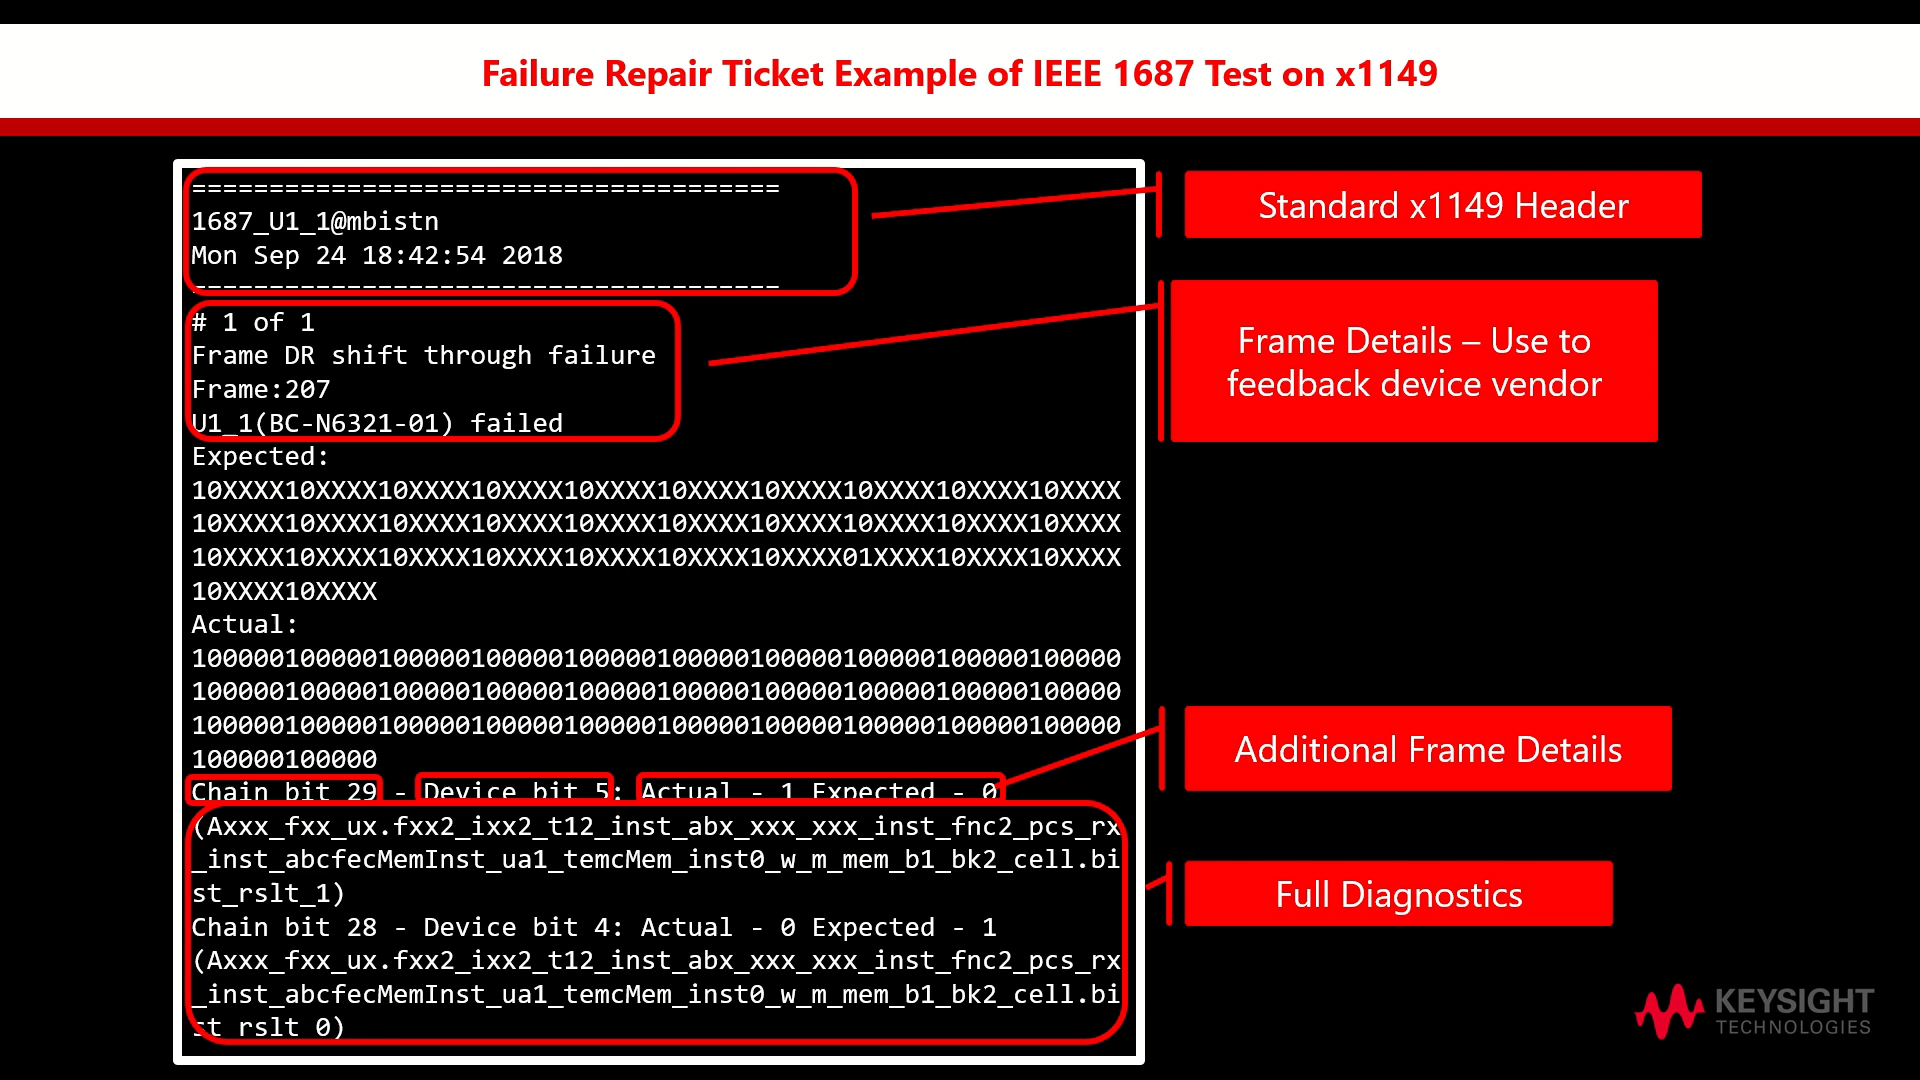 Failure Repair Ticket Example of IEEE 1687 Test on x1149
======================================
1687_U1_1@mbistn
Mon Sep 24 18:42:54 2018
======================================
# 1 of 1
Frame DR shift through failure
Frame:207
U1_1(BC-N6321-01) failed
Expected:
10XXXX10XXXX10XXXX10XXXX10XXXX10XXXX10XXXX10XXXX10XXXX10XXXX
10XXXX10XXXX10XXXX10XXXX10XXXX10XXXX10XXXX10XXXX10XXXX10XXXX
10XXXX10XXXX10XXXX10XXXX10XXXX10XXXX10XXXX01XXXX10XXXX10XXXX
10XXXX10XXXX
Actual:
100000100000100000100000100000100000100000100000100000100000
100000100000100000100000100000100000100000100000100000100000
100000100000100000100000100000100000100000100000100000100000
100000100000
Chain bit 29 - Device bit 5: Actual - 1 Expected - 0
(Axxx_fxx_ux.fxx2_ixx2_t12_inst_abx_xxx_xxx_inst_fnc2_pcs_rx
_inst_abcfecMemInst_ua1_temcMem_inst0_w_m_mem_b1_bk2_cell.bi
st_rslt_1)
Chain bit 28 - Device bit 4: Actual - 0 Expected - 1
(Axxx_fxx_ux.fxx2_ixx2_t12_inst_abx_xxx_xxx_inst_fnc2_pcs_rx
_inst_abcfecMemInst_ua1_temcMem_inst0_w_m_mem_b1_bk2_cell.bi
st_rslt_0)
Standard x1149 Header
Frame Details – Use to
feedback device vendor
Additional Frame Details
Full Diagnostics
KEYSIGHT
TECHNOLOGIES